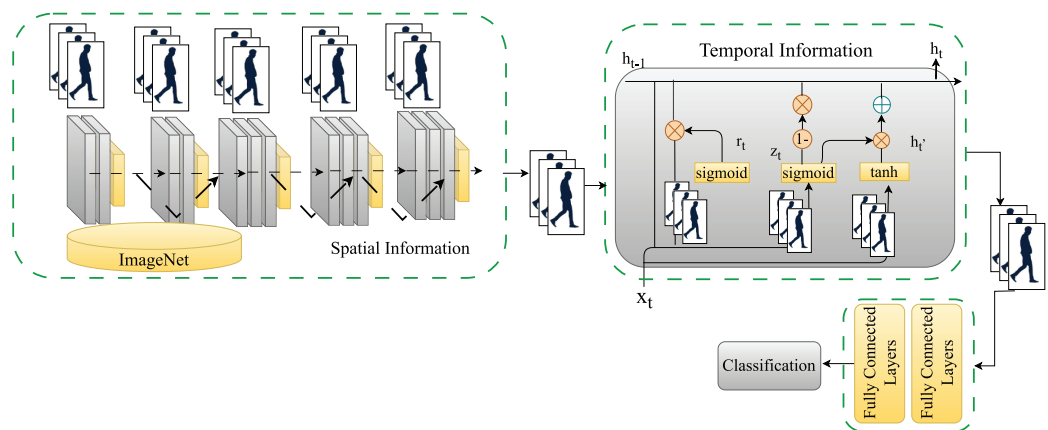 Temporal Information
h_t
h_{t-1}
1-
r_t
z_t
h_t'
sigmoid
sigmoid
tanh
Spatial Information
ImageNet
x_t
Classification
Fully Connected
Layers
Fully Connected
Layers